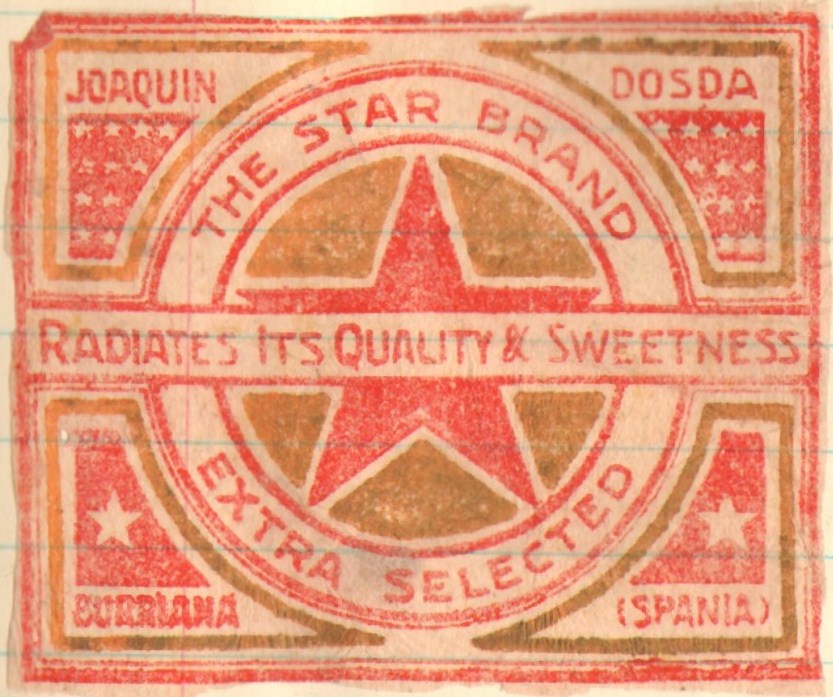 JOAQUIN DOSDA
THE STAR BRAND
RADIATES ITS QUALITY & SWEETNESS
EXTRA SELECTED
BURRIANA (SPANIA)